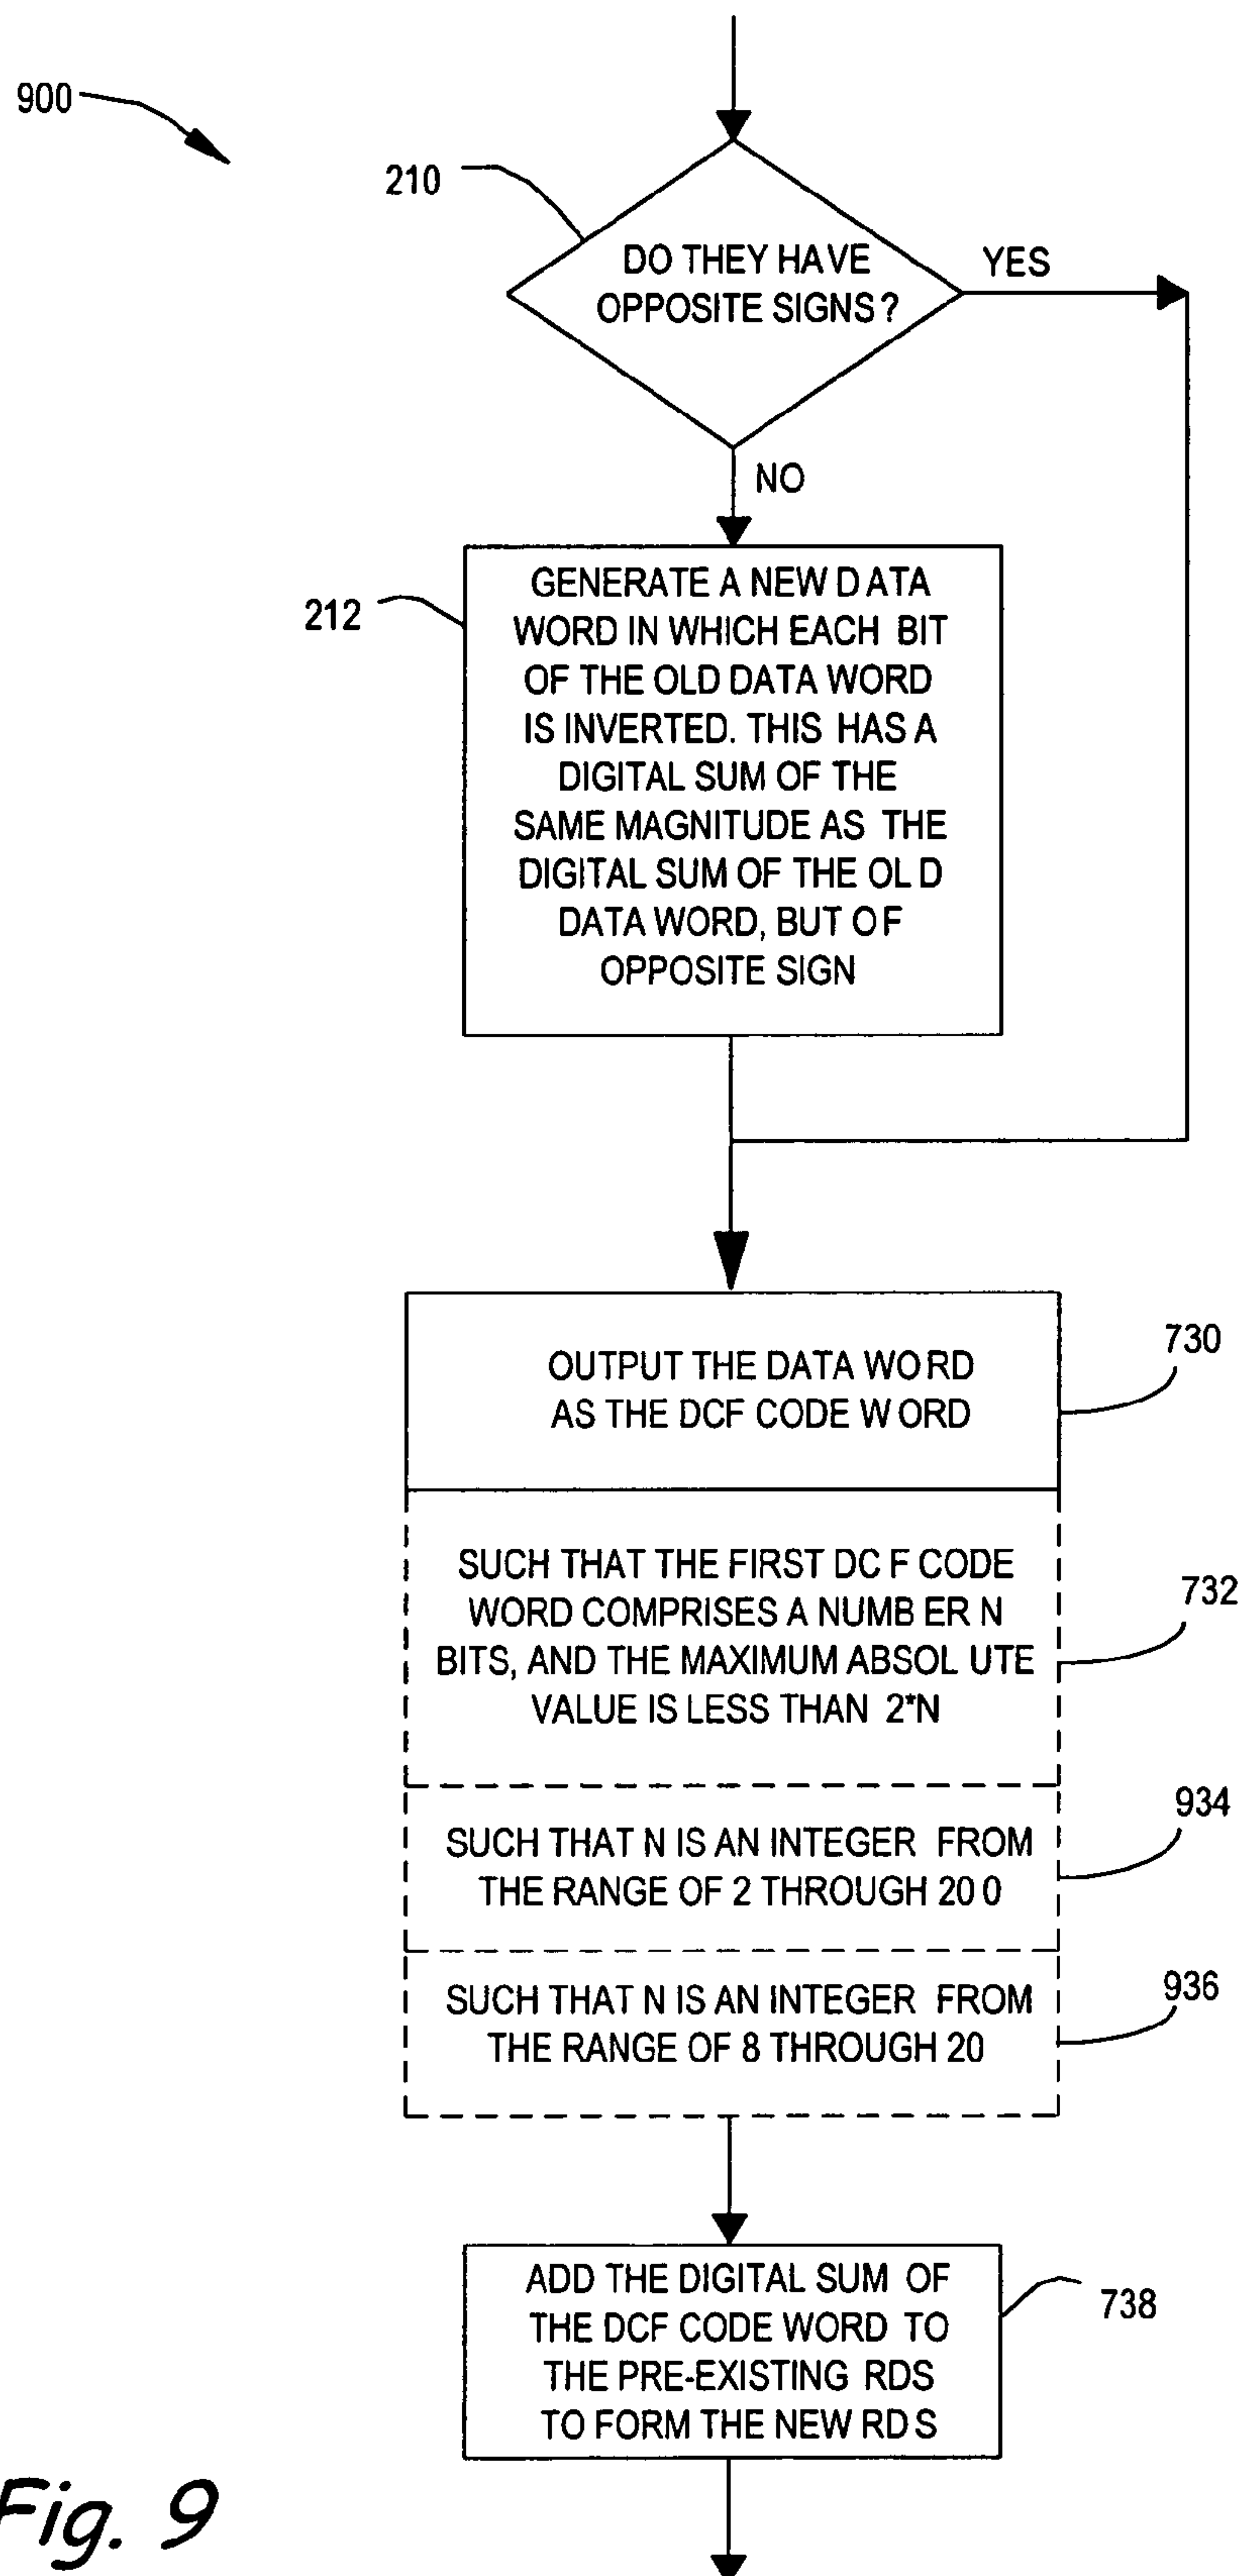 900
210
DO THEY HAVE
OPPOSITE SIGNS?
YES
NO
212
GENERATE A NEW DATA
WORD IN WHICH EACH BIT
OF THE OLD DATA WORD
IS INVERTED. THIS HAS A
DIGITAL SUM OF THE
SAME MAGNITUDE AS THE
DIGITAL SUM OF THE OLD
DATA WORD, BUT OF
OPPOSITE SIGN
OUTPUT THE DATA WORD
AS THE DCF CODE WORD
730
SUCH THAT THE FIRST DCF CODE
WORD COMPRISES A NUMBER N
BITS, AND THE MAXIMUM ABSOLUTE
VALUE IS LESS THAN 2*N
732
SUCH THAT N IS AN INTEGER FROM
THE RANGE OF 2 THROUGH 200
934
SUCH THAT N IS AN INTEGER FROM
THE RANGE OF 8 THROUGH 20
936
ADD THE DIGITAL SUM OF
THE DCF CODE WORD TO
THE PRE-EXISTING RDS
TO FORM THE NEW RDS
738
Fig. 9